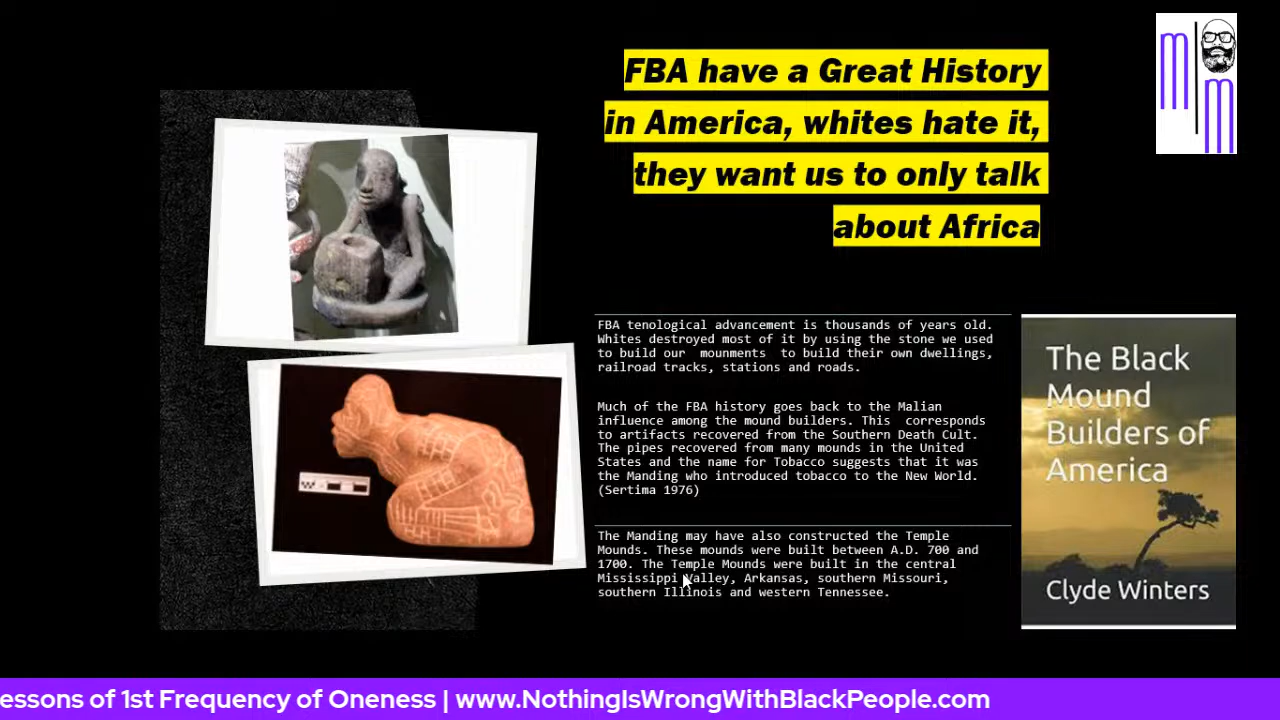 FBA have a Great History
in America, whites hate it,
they want us to only talk
about Africa
FBA tenological advancement is thousands of years old.
Whites destroyed most of it by using the stone we used
to build our mounments to build their own dwellings,
railroad tracks, stations and roads.
Much of the FBA history goes back to the Malian
influence among the mound builders. This corresponds
to artifacts recovered from the Southern Death Cult.
The pipes recovered from many mounds in the United
States and the name for Tobacco suggests that it was
the Manding who introduced tobacco to the New World.
(Sertima 1976)
The Manding may have also constructed the Temple
Mounds. These mounds were built between A.D. 700 and
1700. The Temple Mounds were built in the central
Mississippi Valley, Arkansas, southern Missouri,
southern Illinois and western Tennessee.
The Black
Mound
Builders of
America
Clyde Winters
m
m
essons of 1st Frequency of Oneness | www.NothingIsWrongWithBlackPeople.com